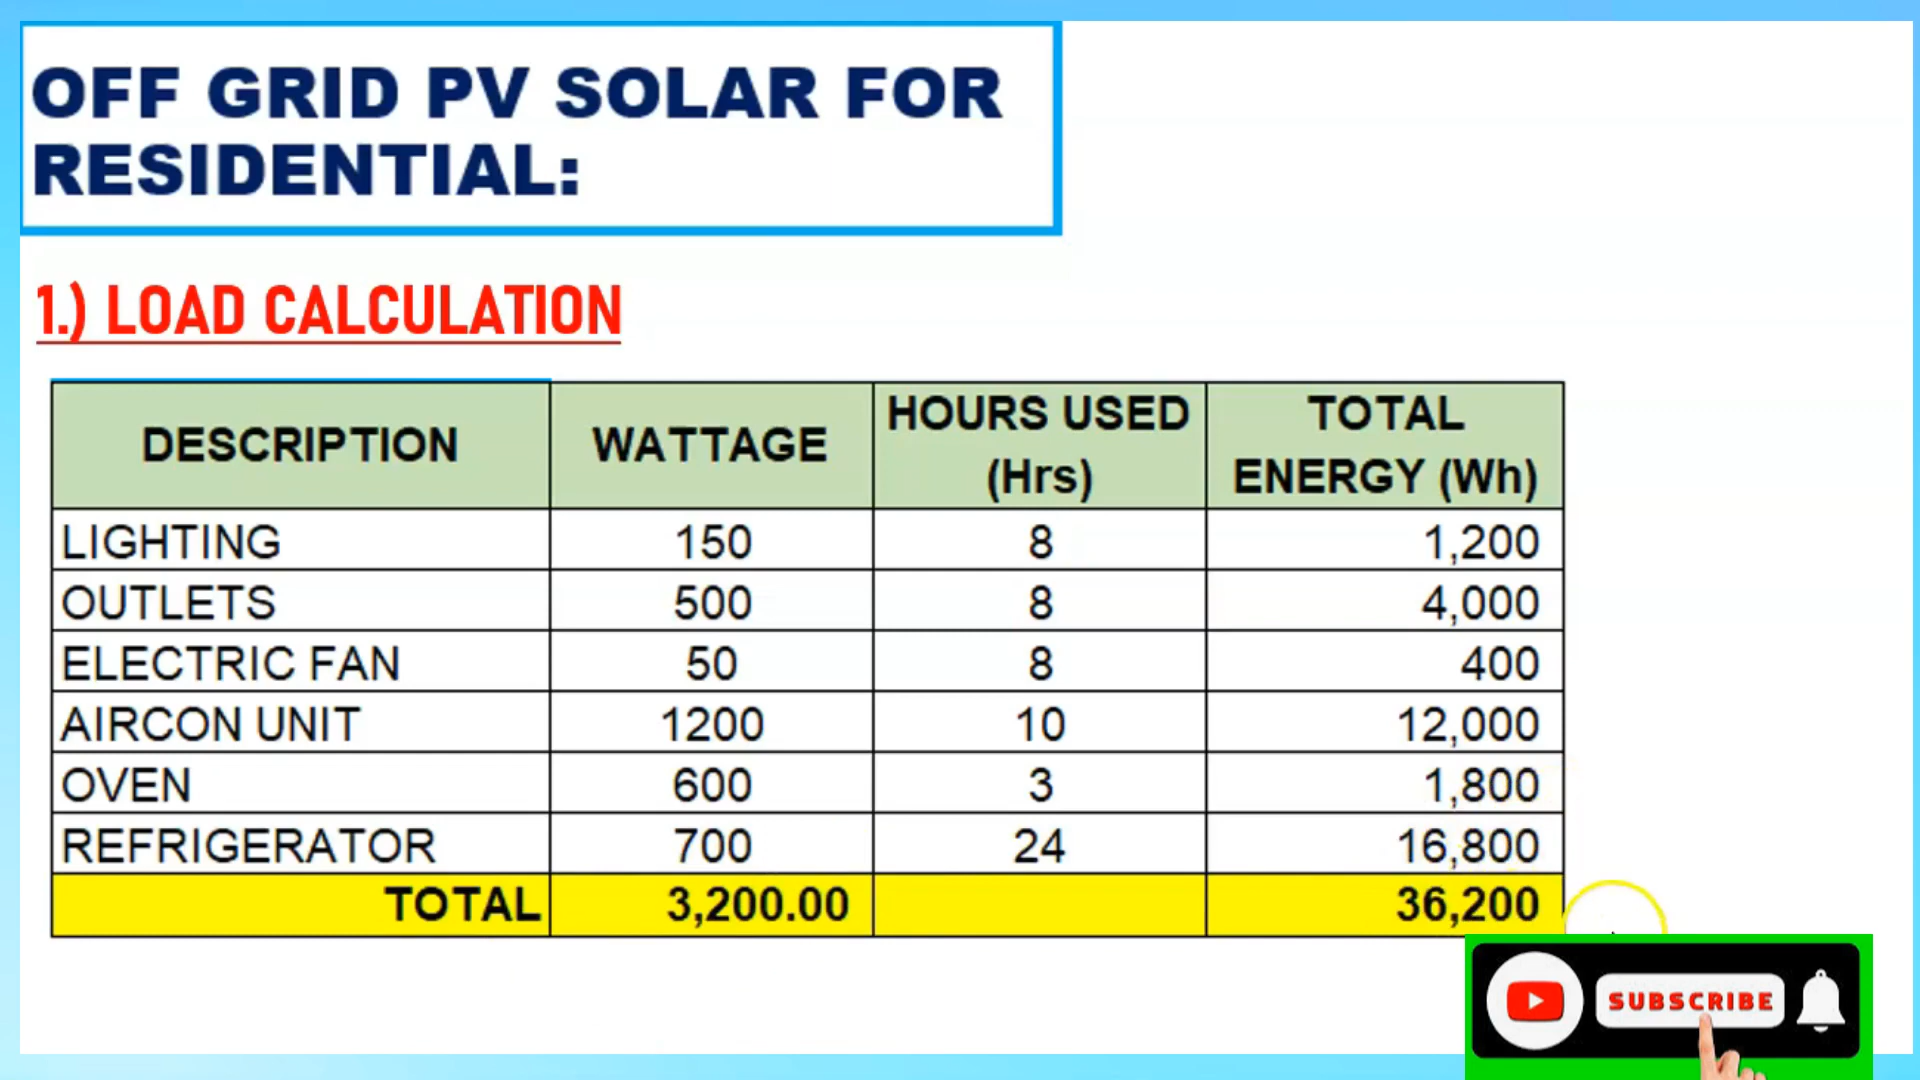 OFF GRID PV SOLAR FOR
RESIDENTIAL:
1.) LOAD CALCULATION
DESCRIPTION WATTAGE HOURS USED (Hrs) TOTAL ENERGY (Wh)
LIGHTING 150 8 1,200
OUTLETS 500 8 4,000
ELECTRIC FAN 50 8 400
AIRCON UNIT 1200 10 12,000
OVEN 600 3 1,800
REFRIGERATOR 700 24 16,800
TOTAL 3,200.00 36,200
SUBSCRIBE